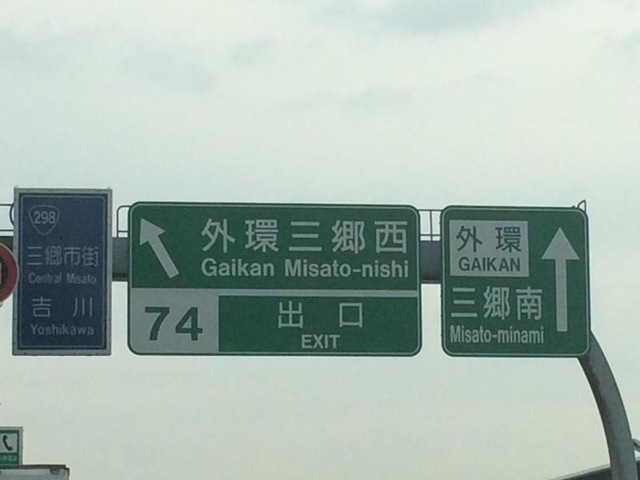 298
三郷市街
Central Misato
吉川
Yoshikawa
外環三郷西
Gaikan Misato-nishi
74
出口
EXIT
外環
GAIKAN
三郷南
Misato-minami